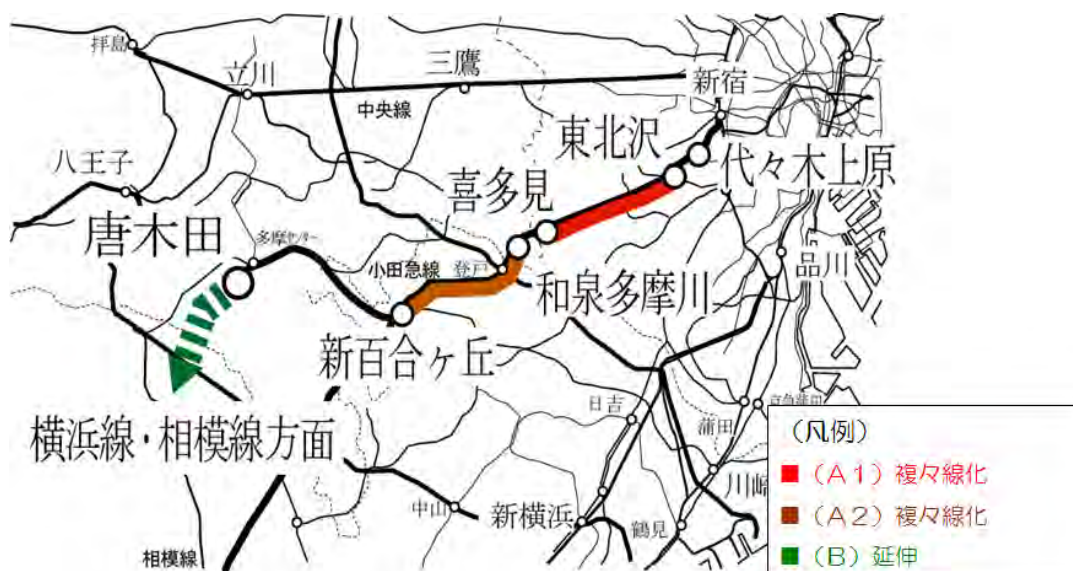 拝島
立川
三鷹
新宿
中央線
東北沢
代々木上原
八王子
喜多見
唐木田
多摩センター
小田急線
登戸
和泉多摩川
品川
新百合ヶ丘
横浜線・相模線方面
日吉
京急蒲田
蒲田
川崎
中山
新横浜
鶴見
相模線
(凡例)
■(A1)複々線化
■(A2)複々線化
■(B)延伸